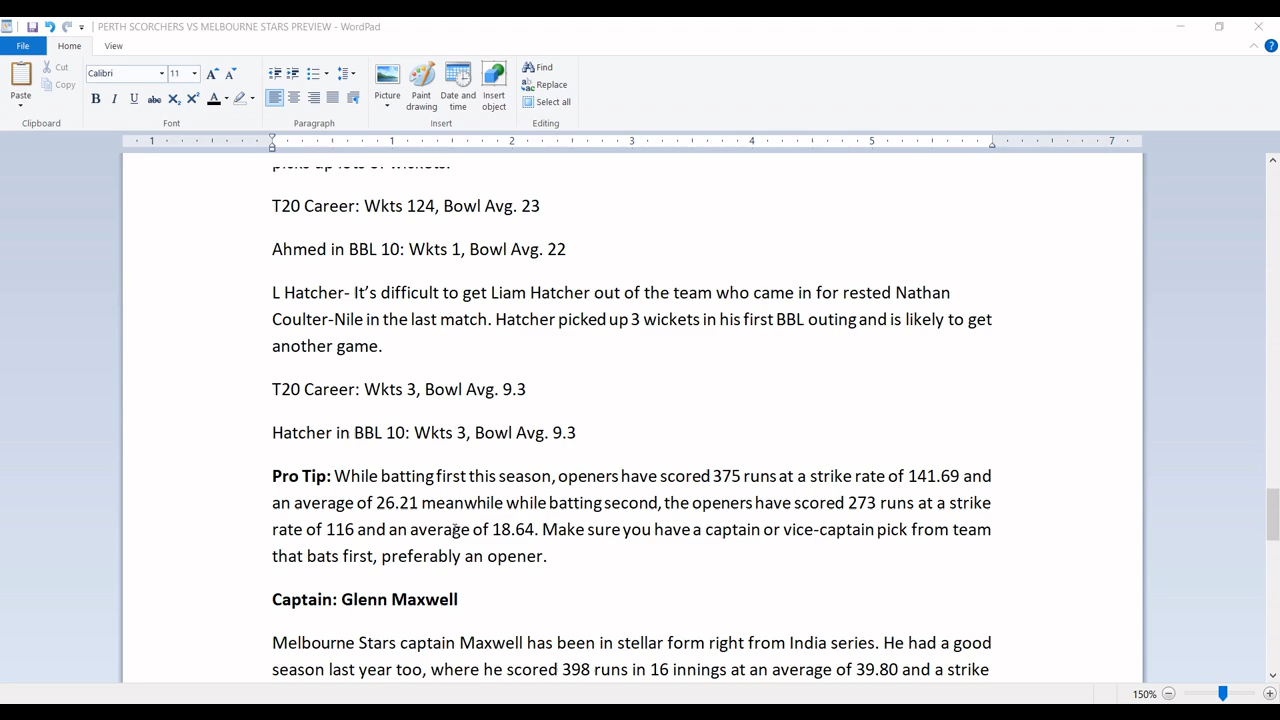 PERTH SCORCHERS VS MELBOURNE STARS PREVIEW - WordPad
File Home View
Paste Cut Copy
Calibri 11
B I U abc X₂ X² A
Picture Paint drawing Date and time Insert object
Find
Replace
Select all
Clipboard Font Paragraph Insert Editing
1 1 2 3 4 5 7
picks up lots of wickets.
T20 Career: Wkts 124, Bowl Avg. 23
Ahmed in BBL 10: Wkts 1, Bowl Avg. 22
L Hatcher- It’s difficult to get Liam Hatcher out of the team who came in for rested Nathan
Coulter-Nile in the last match. Hatcher picked up 3 wickets in his first BBL outing and is likely to get
another game.
T20 Career: Wkts 3, Bowl Avg. 9.3
Hatcher in BBL 10: Wkts 3, Bowl Avg. 9.3
Pro Tip: While batting first this season, openers have scored 375 runs at a strike rate of 141.69 and
an average of 26.21 meanwhile while batting second, the openers have scored 273 runs at a strike
rate of 116 and an average of 18.64. Make sure you have a captain or vice-captain pick from team
that bats first, preferably an opener.
Captain: Glenn Maxwell
Melbourne Stars captain Maxwell has been in stellar form right from India series. He had a good
season last year too, where he scored 398 runs in 16 innings at an average of 39.80 and a strike
150%